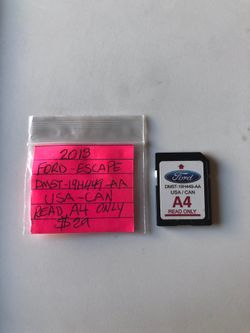 2013
FORD-ESCAPE
DM5T-19H449-AA
USA-CAN
READ A4 ONLY
$29
Ford
DM5T-19H449-AA
USA / CAN
A4
READ ONLY